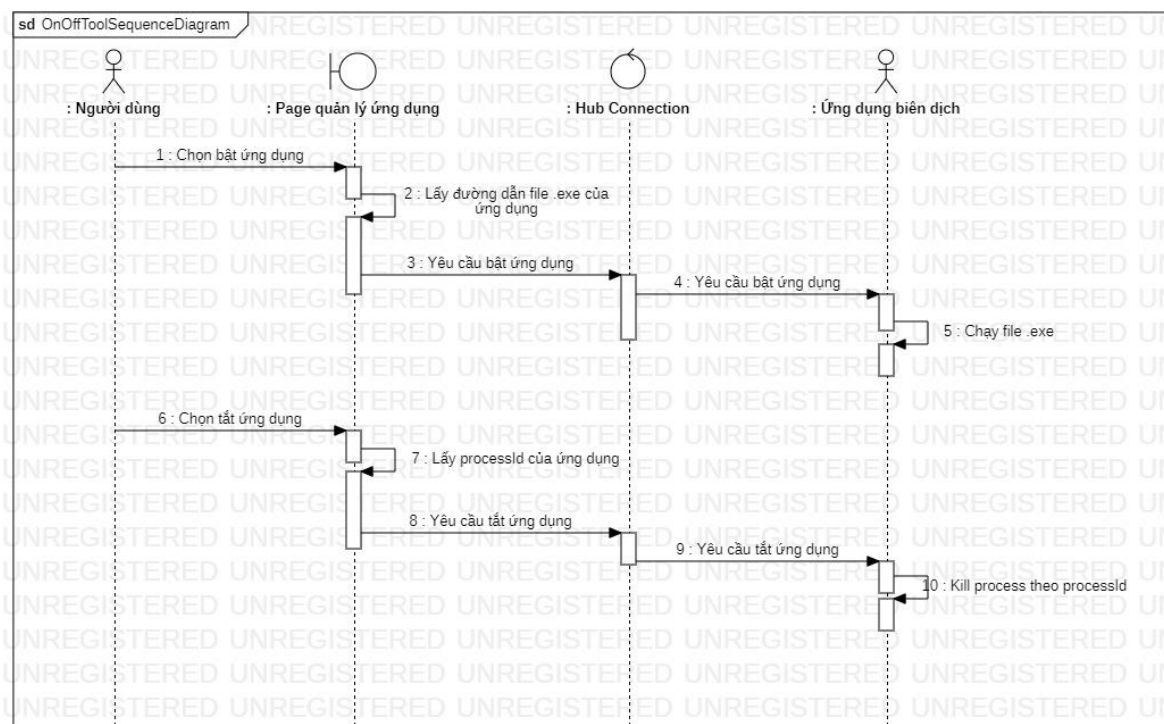 sd OnOffToolSequenceDiagram
: Người dùng
: Page quản lý ứng dụng
: Hub Connection
: Ứng dụng biên dịch
1 : Chọn bật ứng dụng
2 : Lấy đường dẫn file .exe của
ứng dụng
3 : Yêu cầu bật ứng dụng
4 : Yêu cầu bật ứng dụng
5 : Chạy file .exe
6 : Chọn tắt ứng dụng
7 : Lấy processId của ứng dụng
8 : Yêu cầu tắt ứng dụng
9 : Yêu cầu tắt ứng dụng
10 : Kill process theo processId
UNREGISTERED